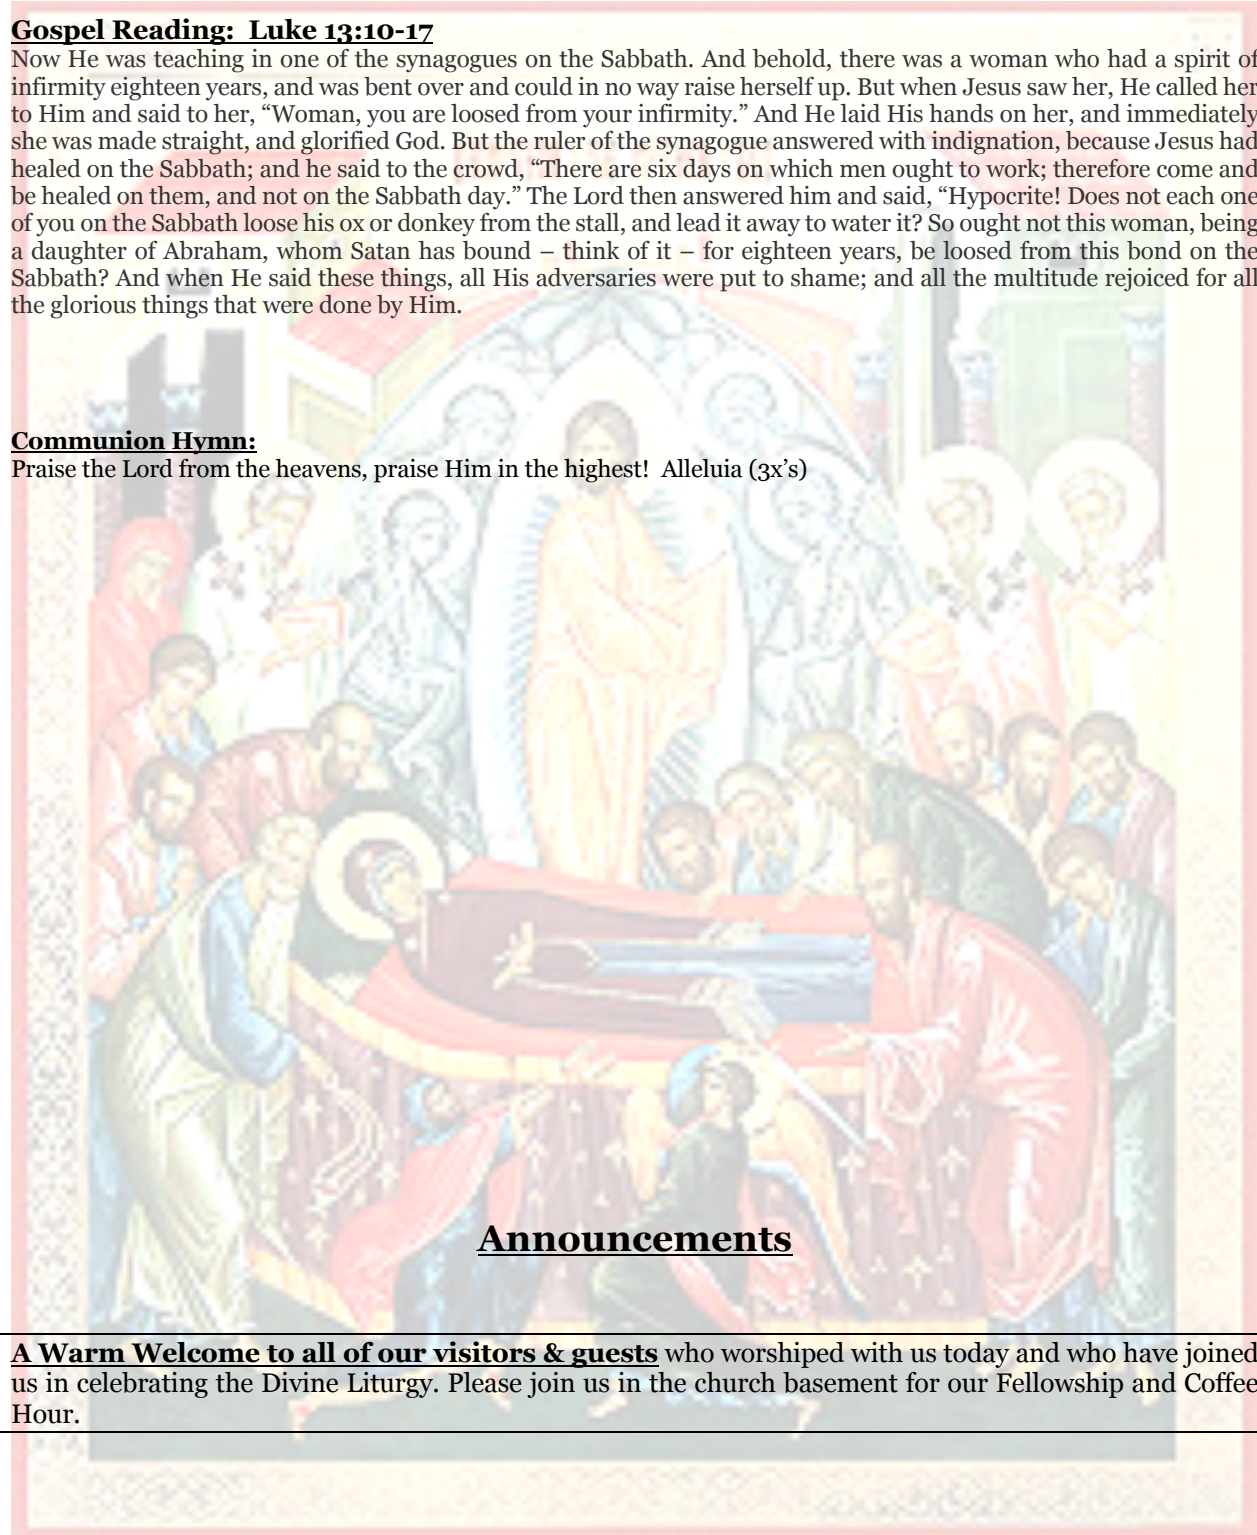 Gospel Reading:  Luke 13:10-17
Now He was teaching in one of the synagogues on the Sabbath. And behold, there was a woman who had a spirit of
infirmity eighteen years, and was bent over and could in no way raise herself up. But when Jesus saw her, He called her
to Him and said to her, “Woman, you are loosed from your infirmity.” And He laid His hands on her, and immediately
she was made straight, and glorified God. But the ruler of the synagogue answered with indignation, because Jesus had
healed on the Sabbath; and he said to the crowd, “There are six days on which men ought to work; therefore come and
be healed on them, and not on the Sabbath day.” The Lord then answered him and said, “Hypocrite! Does not each one
of you on the Sabbath loose his ox or donkey from the stall, and lead it away to water it? So ought not this woman, being
a daughter of Abraham, whom Satan has bound – think of it – for eighteen years, be loosed from this bond on the
Sabbath? And when He said these things, all His adversaries were put to shame; and all the multitude rejoiced for all
the glorious things that were done by Him.
Communion Hymn:
Praise the Lord from the heavens, praise Him in the highest!  Alleluia (3x’s)
Announcements
A Warm Welcome to all of our visitors & guests who worshiped with us today and who have joined
us in celebrating the Divine Liturgy. Please join us in the church basement for our Fellowship and Coffee
Hour.